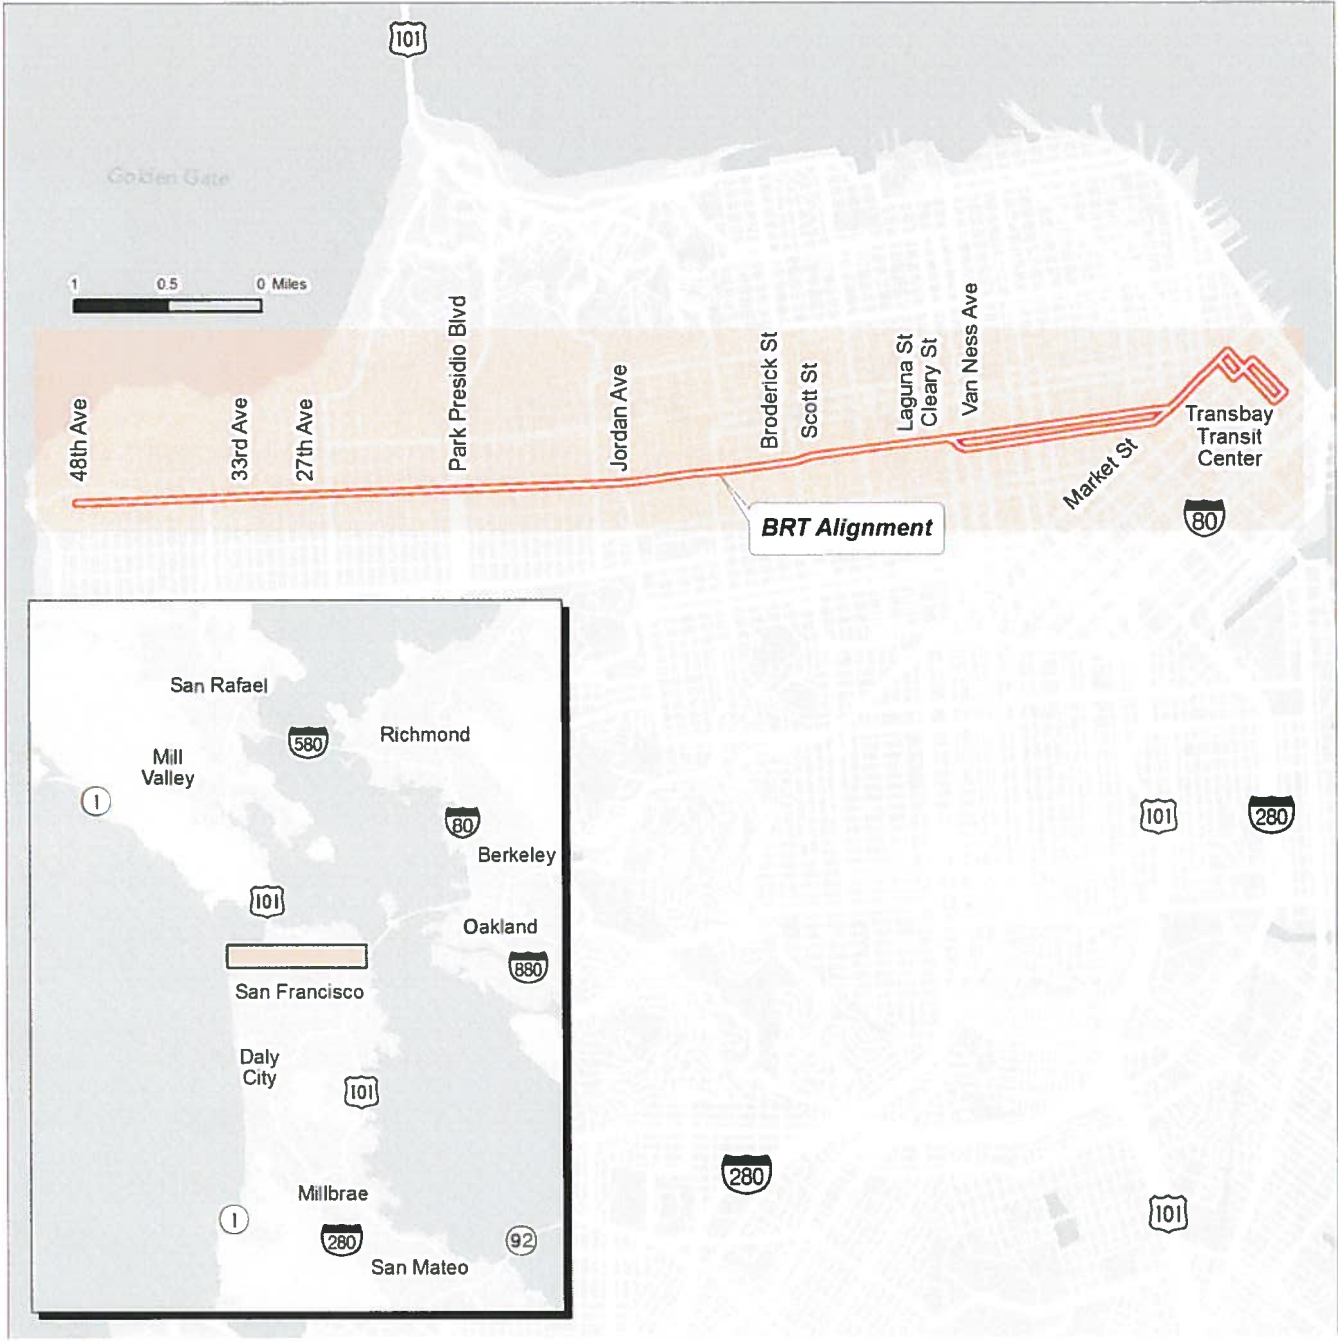 101
Golden Gate
1 0.5 0 Miles
48th Ave
33rd Ave
27th Ave
Park Presidio Blvd
Jordan Ave
Broderick St
Scott St
Laguna St
Cleary St
Van Ness Ave
Market St
Transbay
Transit
Center
80
BRT Alignment
San Rafael
580
Richmond
Mill
Valley
1
80
Berkeley
101
Oakland
880
San Francisco
Daly
City
101
Millbrae
1
280
92
San Mateo
101
280
280
101